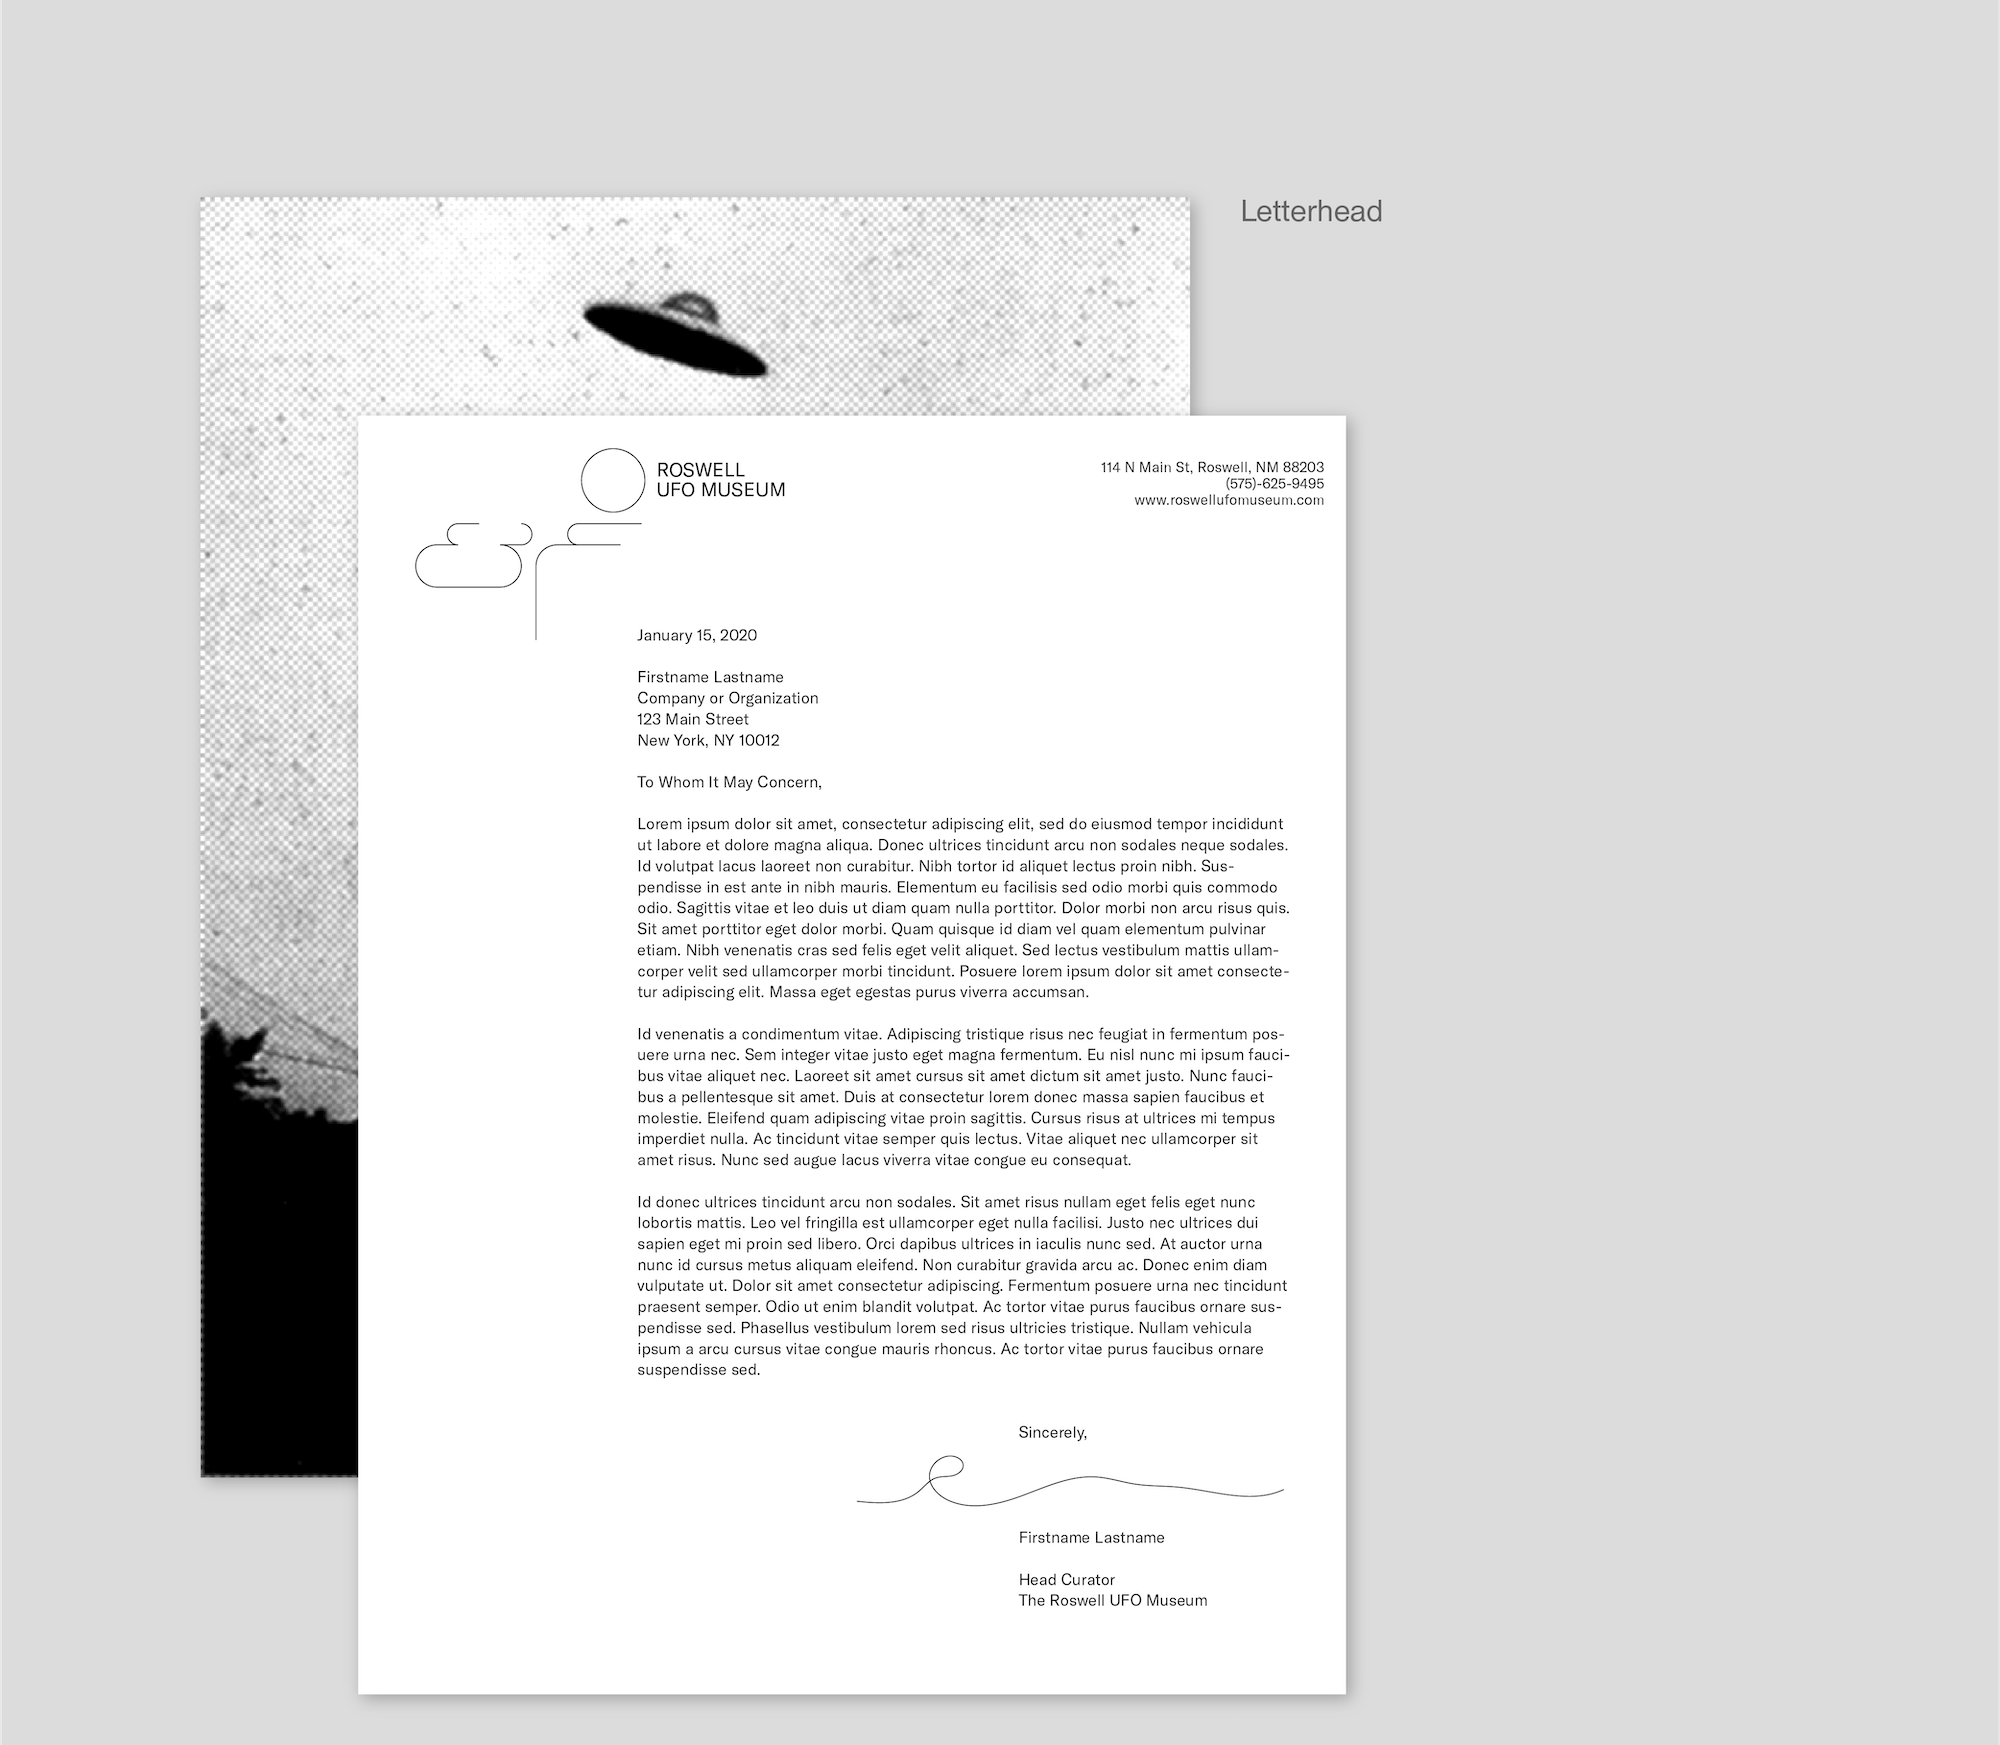 Letterhead
ROSWELL
UFO MUSEUM
114 N Main St, Roswell, NM 88203
(575)-625-9495
www.roswellufomuseum.com
January 15, 2020
Firstname Lastname
Company or Organization
123 Main Street
New York, NY 10012
To Whom It May Concern,
Lorem ipsum dolor sit amet, consectetur adipiscing elit, sed do eiusmod tempor incididunt
ut labore et dolore magna aliqua. Donec ultrices tincidunt arcu non sodales neque sodales.
Id volutpat lacus laoreet non curabitur. Nibh tortor id aliquet lectus proin nibh. Sus-
pendisse in est ante in nibh mauris. Elementum eu facilisis sed odio morbi quis commodo
odio. Sagittis vitae et leo duis ut diam quam nulla porttitor. Dolor morbi non arcu risus quis.
Sit amet porttitor eget dolor morbi. Quam quisque id diam vel quam elementum pulvinar
etiam. Nibh venenatis cras sed felis eget velit aliquet. Sed lectus vestibulum mattis ullam-
corper velit sed ullamcorper morbi tincidunt. Posuere lorem ipsum dolor sit amet consecte-
tur adipiscing elit. Massa eget egestas purus viverra accumsan.
Id venenatis a condimentum vitae. Adipiscing tristique risus nec feugiat in fermentum pos-
uere urna nec. Sem integer vitae justo eget magna fermentum. Eu nisl nunc mi ipsum fauci-
bus vitae aliquet nec. Laoreet sit amet cursus sit amet dictum sit amet justo. Nunc fauci-
bus a pellentesque sit amet. Duis at consectetur lorem donec massa sapien faucibus et
molestie. Eleifend quam adipiscing vitae proin sagittis. Cursus risus at ultrices mi tempus
imperdiet nulla. Ac tincidunt vitae semper quis lectus. Vitae aliquet nec ullamcorper sit
amet risus. Nunc sed augue lacus viverra vitae congue eu consequat.
Id donec ultrices tincidunt arcu non sodales. Sit amet risus nullam eget felis eget nunc
lobortis mattis. Leo vel fringilla est ullamcorper eget nulla facilisi. Justo nec ultrices dui
sapien eget mi proin sed libero. Orci dapibus ultrices in iaculis nunc sed. At auctor urna
nunc id cursus metus aliquam eleifend. Non curabitur gravida arcu ac. Donec enim diam
vulputate ut. Dolor sit amet consectetur adipiscing. Fermentum posuere urna nec tincidunt
praesent semper. Odio ut enim blandit volutpat. Ac tortor vitae purus faucibus ornare sus-
pendisse sed. Phasellus vestibulum lorem sed risus ultricies tristique. Nullam vehicula
ipsum a arcu cursus vitae congue mauris rhoncus. Ac tortor vitae purus faucibus ornare
suspendisse sed.
Sincerely,
Firstname Lastname
Head Curator
The Roswell UFO Museum